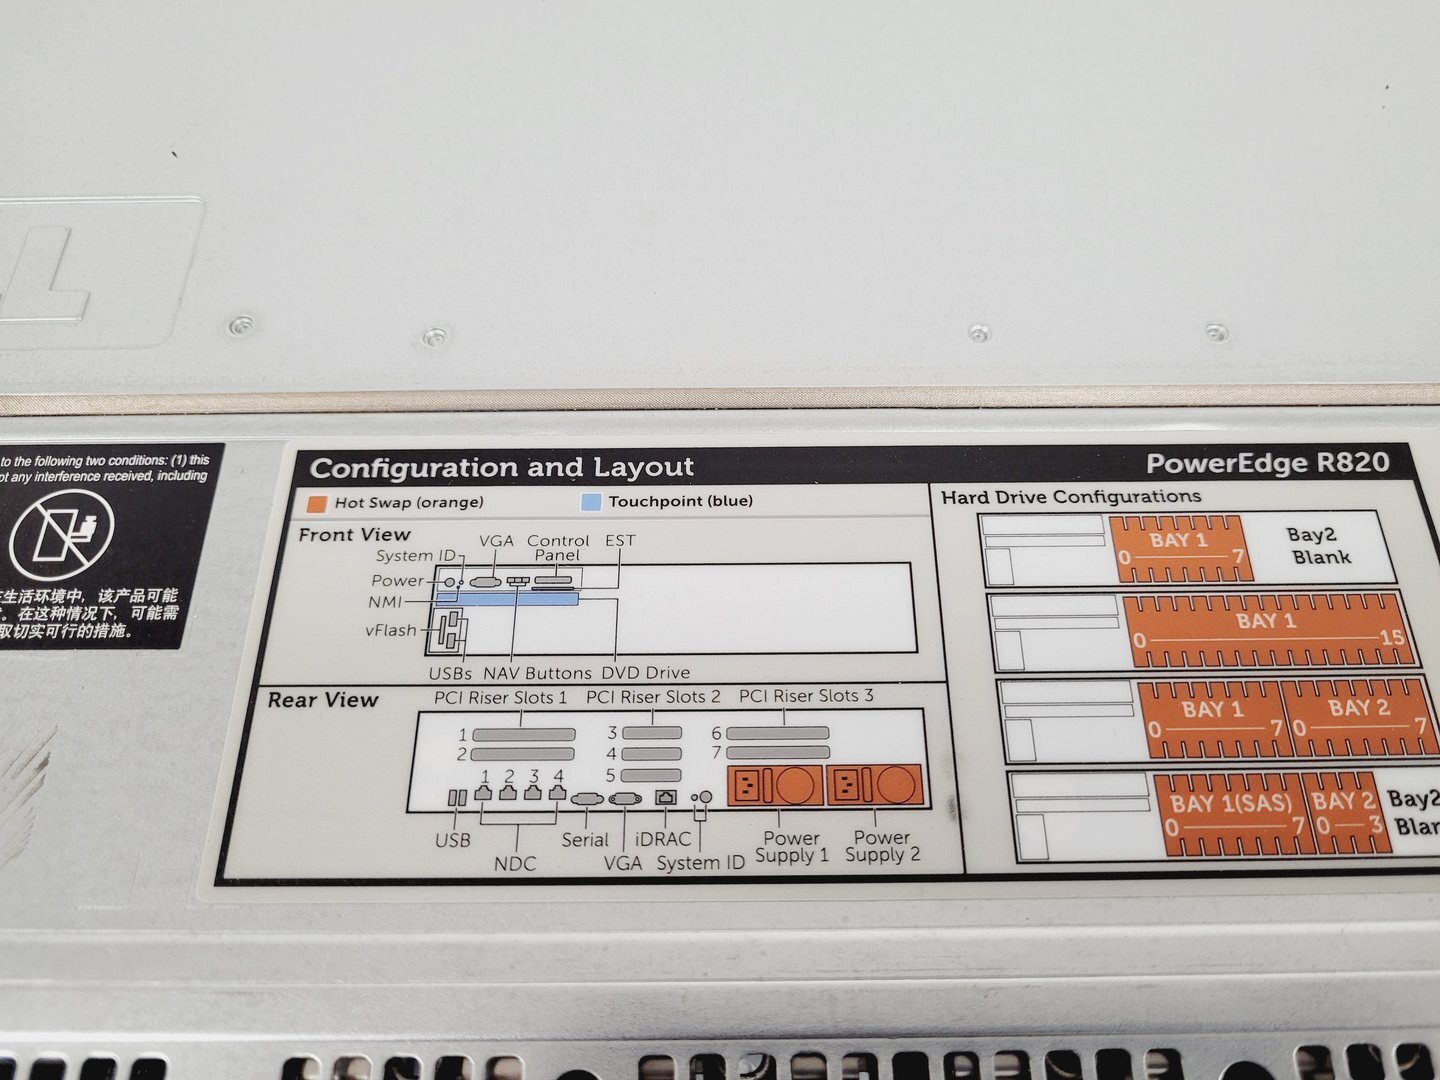 L
to the following two conditions: (1) this
any interference received, including
生活环境中，该产品可能
。在这种情况下，可能需
取切实可行的措施。
Configuration and Layout
PowerEdge R820
Hot Swap (orange)
Touchpoint (blue)
Front View
System ID
VGA
Control
Panel
EST
Power
NMI
vFlash
USBs
NAV Buttons
DVD Drive
Rear View
PCI Riser Slots 1
PCI Riser Slots 2
PCI Riser Slots 3
1
2
3
4
5
6
7
1 2 3 4
USB
NDC
Serial
VGA
iDRAC
System ID
Power
Supply 1
Power
Supply 2
Hard Drive Configurations
BAY 1
0 7
Bay2
Blank
BAY 1
0 15
BAY 1
0 7
BAY 2
0 7
BAY 1(SAS)
0 7
BAY 2
0 3
Bay2